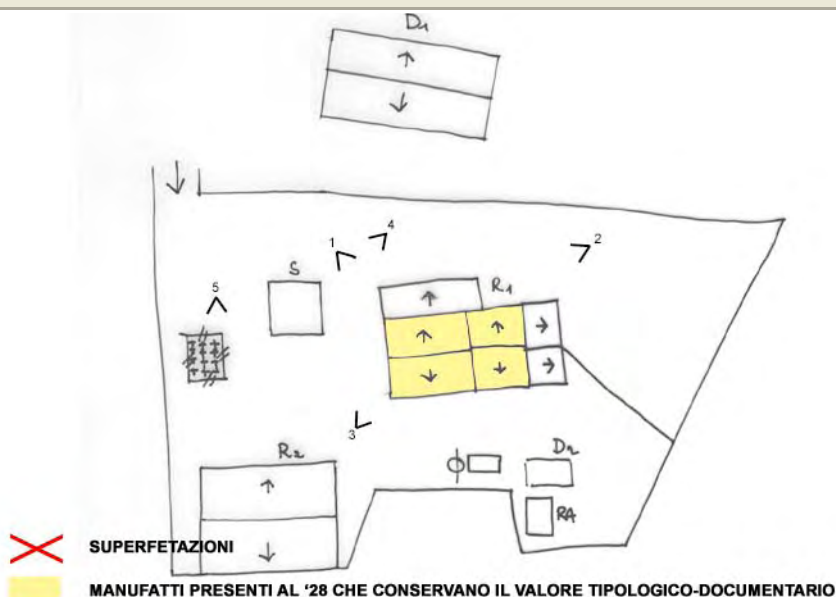 D1
4
1
2
S
R1
5
3
R2
D2
RA
SUPERFETAZIONI
MANUFATTI PRESENTI AL '28 CHE CONSERVANO IL VALORE TIPOLOGICO-DOCUMENTARIO